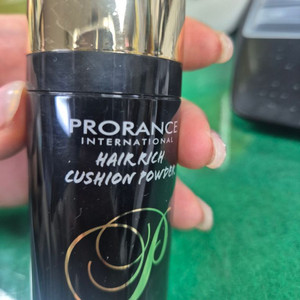 PRORANCE
INTERNATIONAL
HAIR RICH
CUSHION POWDER
P